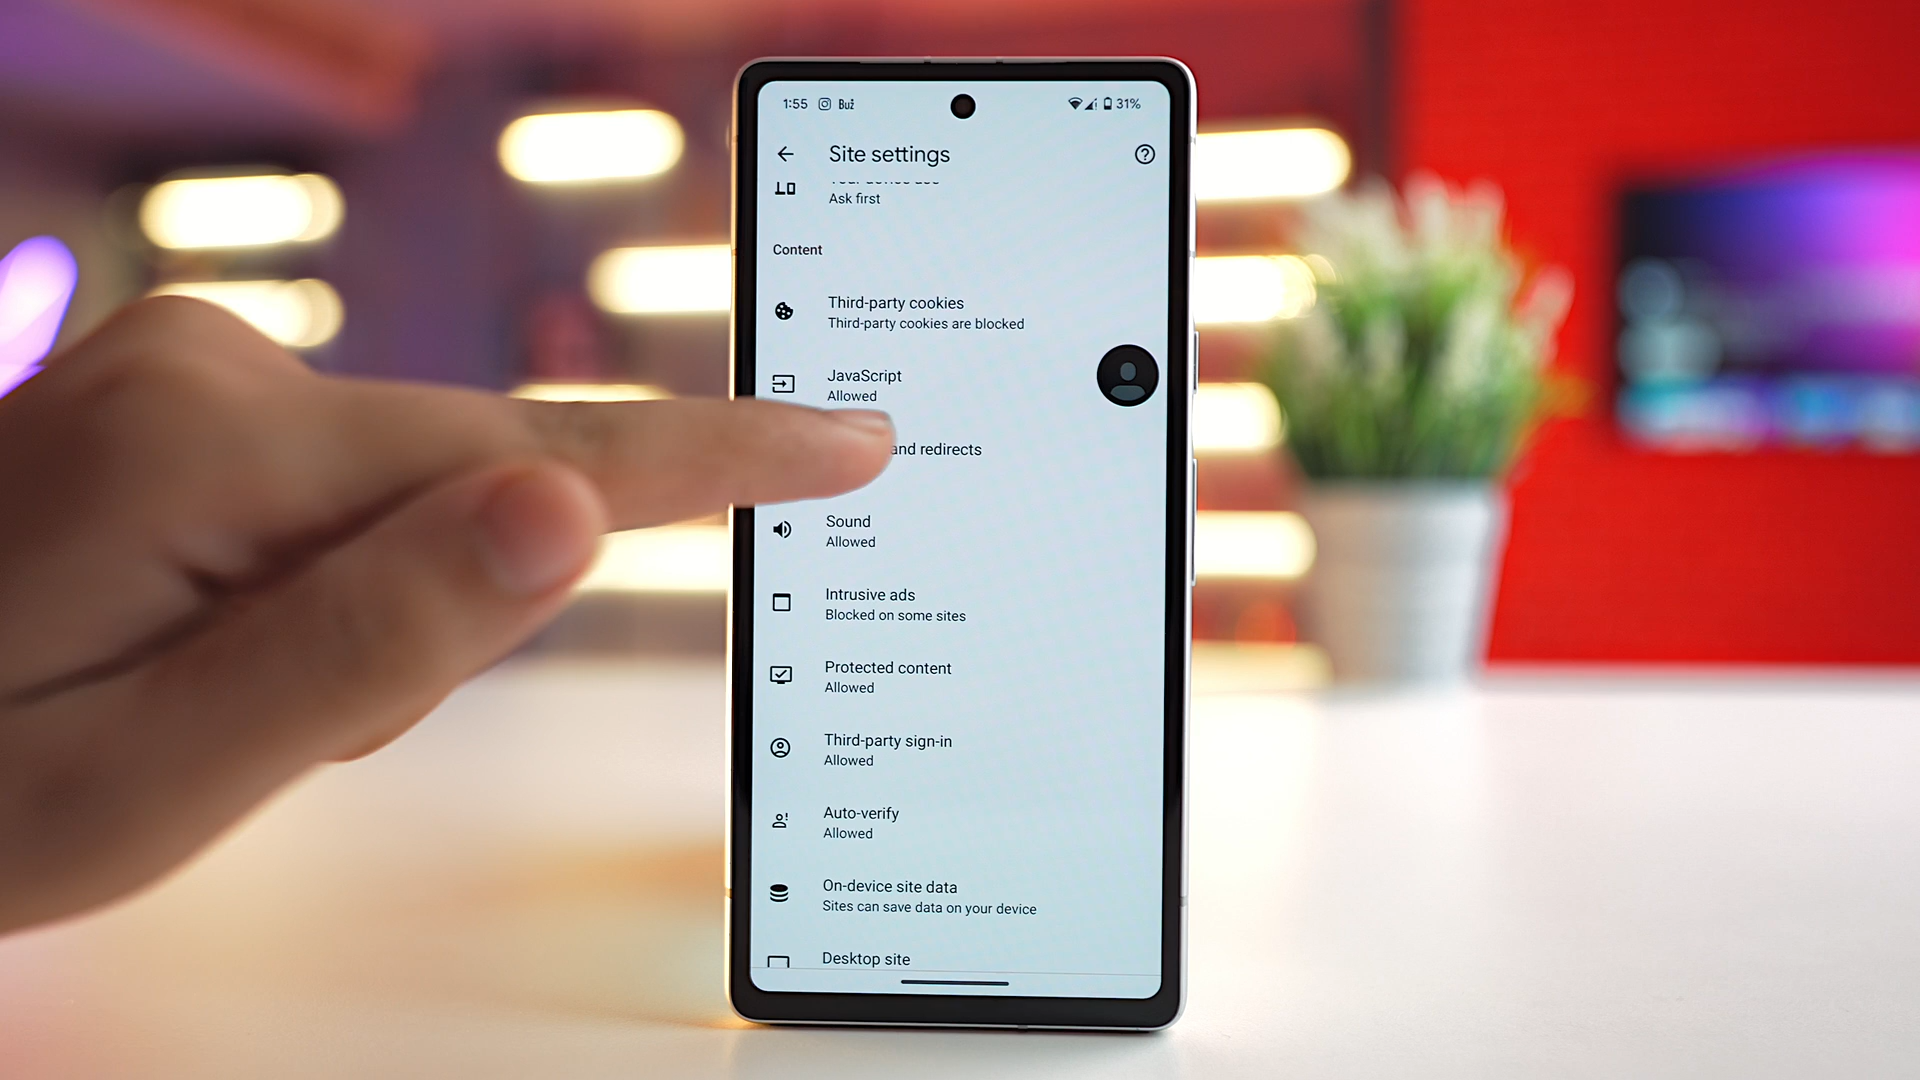 1:55 Buž 31%
Site settings
Ask first
Content
Third-party cookies
Third-party cookies are blocked
JavaScript
Allowed
and redirects
Sound
Allowed
Intrusive ads
Blocked on some sites
Protected content
Allowed
Third-party sign-in
Allowed
Auto-verify
Allowed
On-device site data
Sites can save data on your device
Desktop site